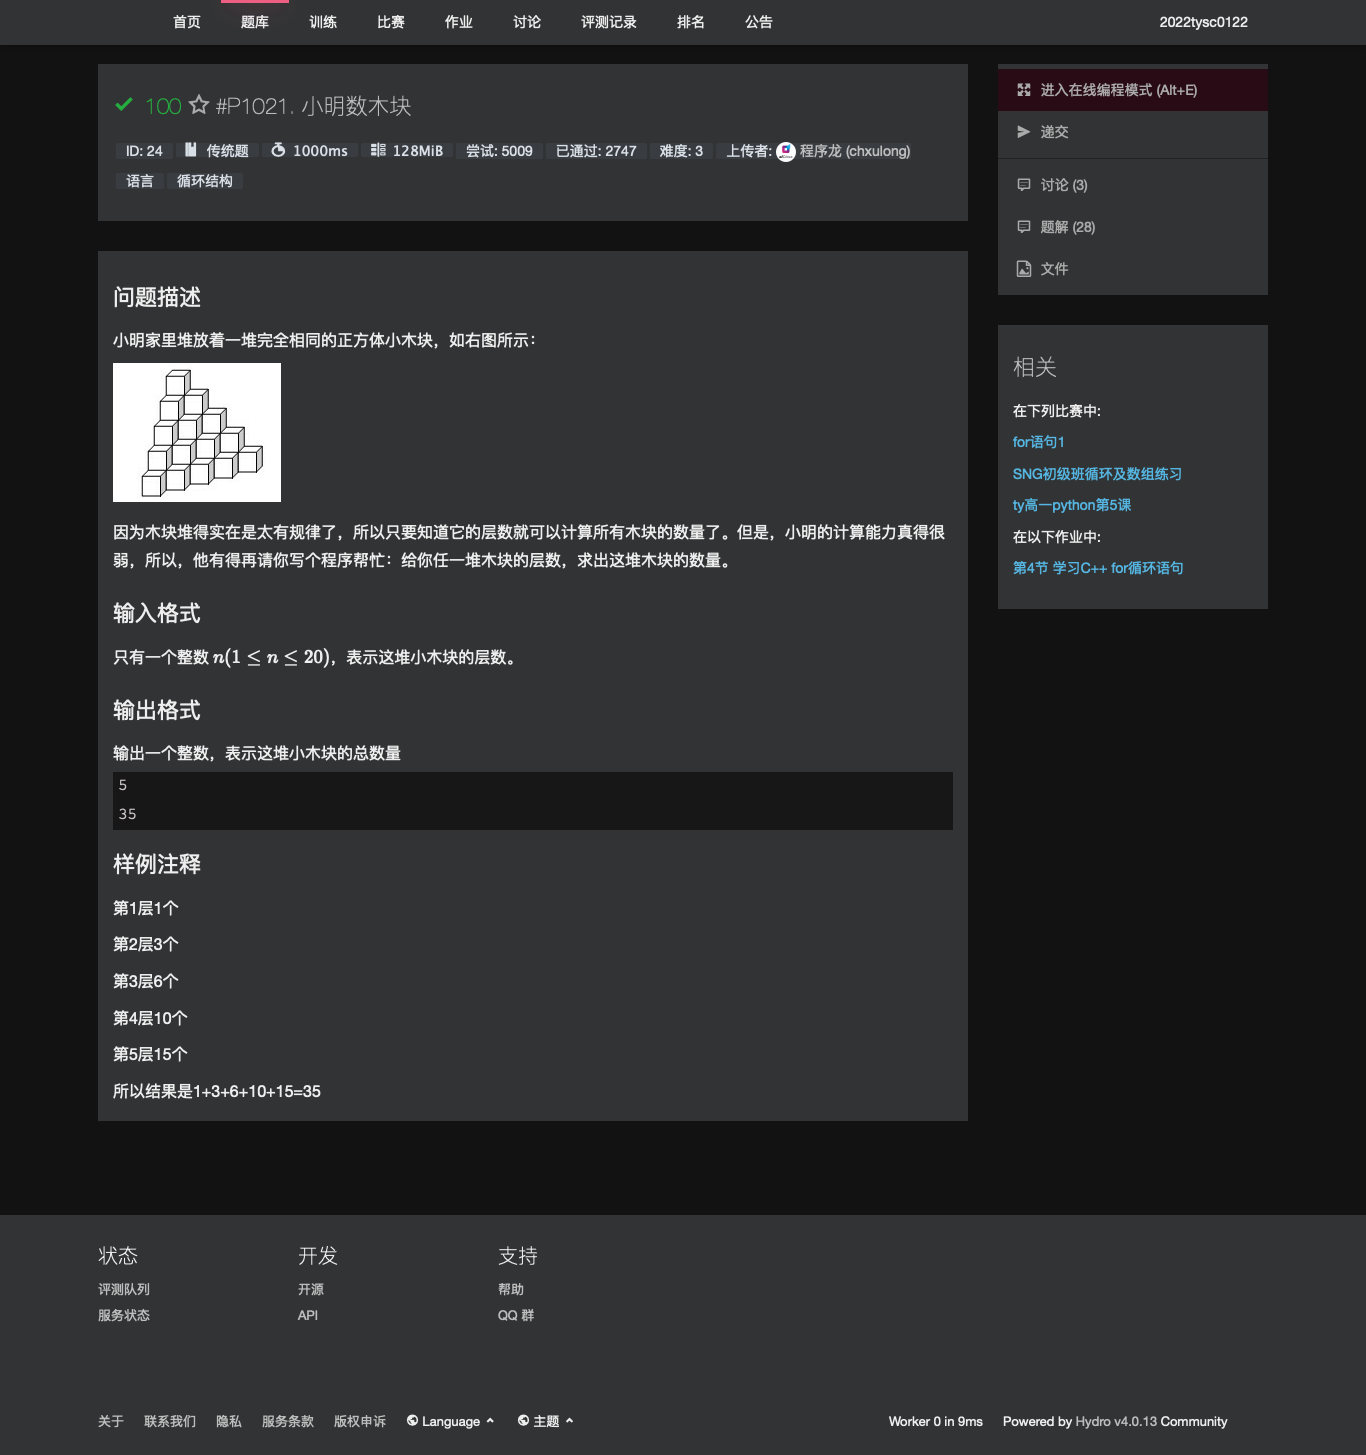 首页 题库 训练 比赛 作业 讨论 评测记录 排名 公告 2022tysc0122
100 #P1021. 小明数木块
ID: 24 传统题 1000ms 128MiB 尝试: 5009 已通过: 2747 难度: 3 上传者: 程序龙 (chxulong)
语言 循环结构
问题描述
小明家里堆放着一堆完全相同的正方体小木块，如右图所示：
因为木块堆得实在是太有规律了，所以只要知道它的层数就可以计算所有木块的数量了。但是，小明的计算能力真得很
弱，所以，他有得再请你写个程序帮忙：给你任一堆木块的层数，求出这堆木块的数量。
输入格式
只有一个整数 n(1 ≤ n ≤ 20)，表示这堆小木块的层数。
输出格式
输出一个整数，表示这堆小木块的总数量
5
35
样例注释
第1层1个
第2层3个
第3层6个
第4层10个
第5层15个
所以结果是1+3+6+10+15=35
进入在线编程模式 (Alt+E)
递交
讨论 (3)
题解 (28)
文件
相关
在下列比赛中:
for语句1
SNG初级班循环及数组练习
ty高一python第5课
在以下作业中:
第4节 学习C++ for循环语句
状态 开发 支持
评测队列 开源 帮助
服务状态 API QQ 群
关于 联系我们 隐私 服务条款 版权申诉 Language 主题 Worker 0 in 9ms Powered by Hydro v4.0.13 Community